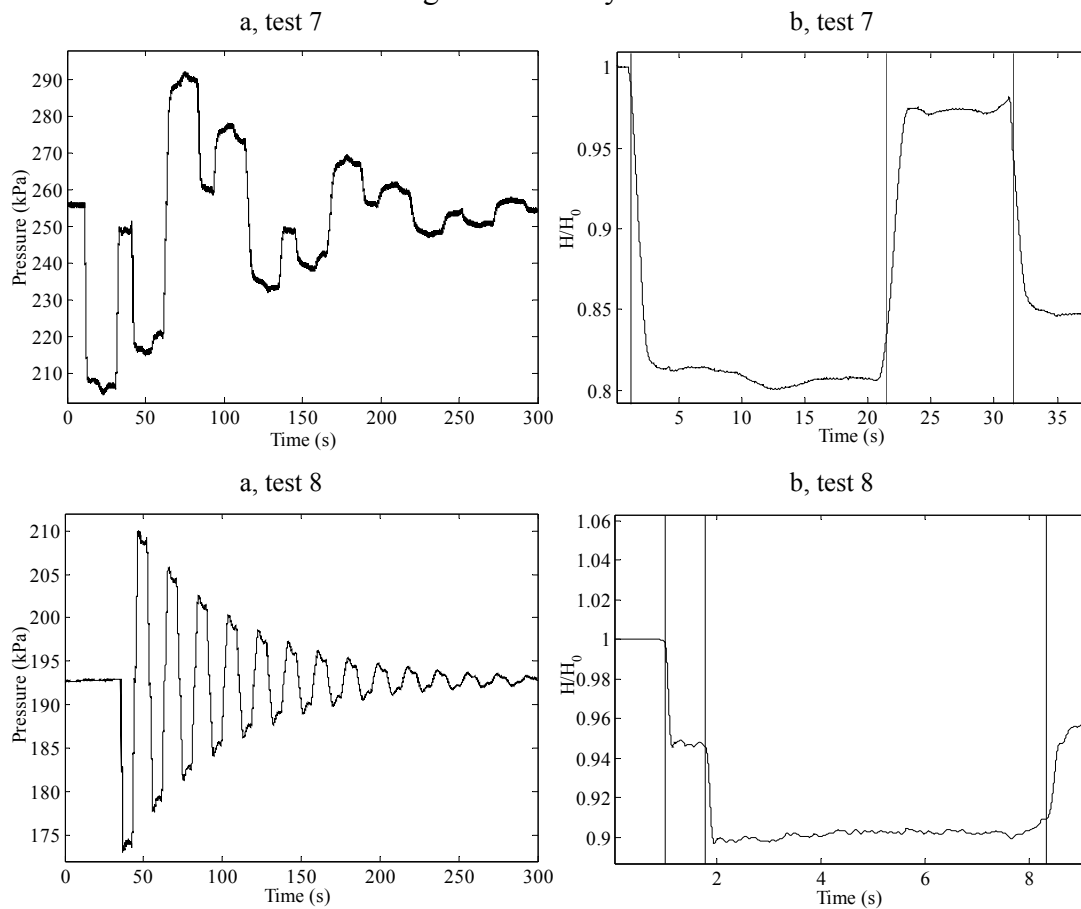 a, test 7
b, test 7
290
280
270
260
250
240
230
220
210
Pressure (kPa)
0 50 100 150 200 250 300
Time (s)
1
0.95
0.9
0.85
0.8
H/H0
5 10 15 20 25 30 35
Time (s)
a, test 8
b, test 8
210
205
200
195
190
185
180
175
Pressure (kPa)
0 50 100 150 200 250 300
Time (s)
1.06
1.04
1.02
1
0.98
0.96
0.94
0.92
0.9
H/H0
2 4 6 8
Time (s)